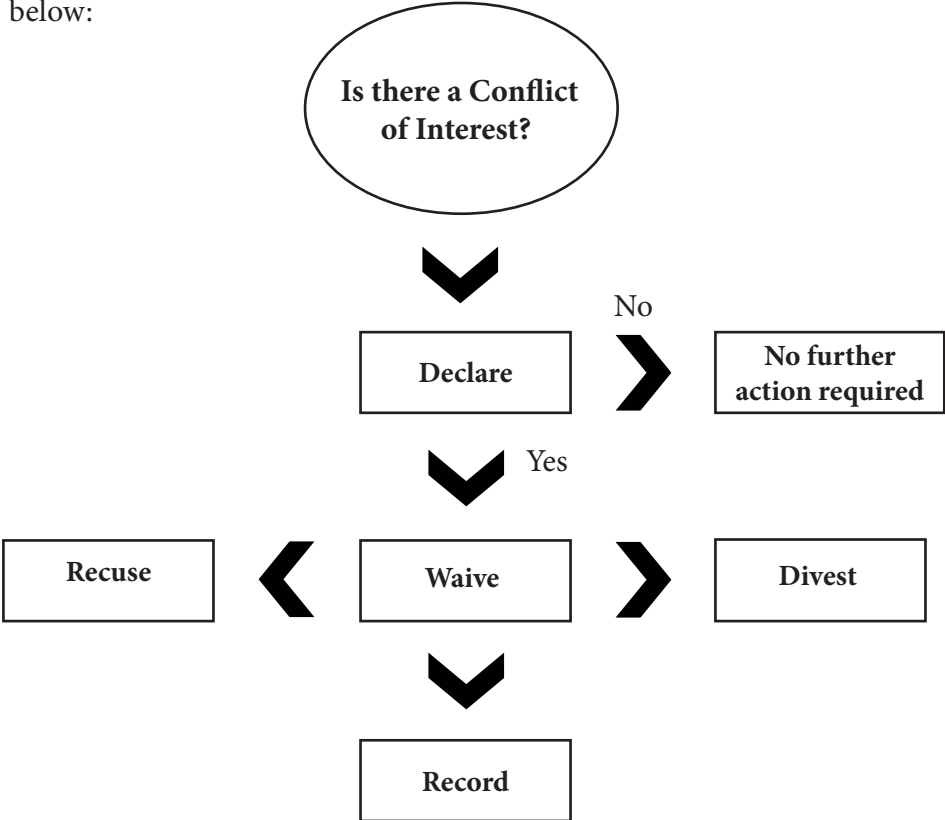 below:
Is there a Conflict
of Interest?
No
Declare
No further
action required
Yes
Recuse
Waive
Divest
Record